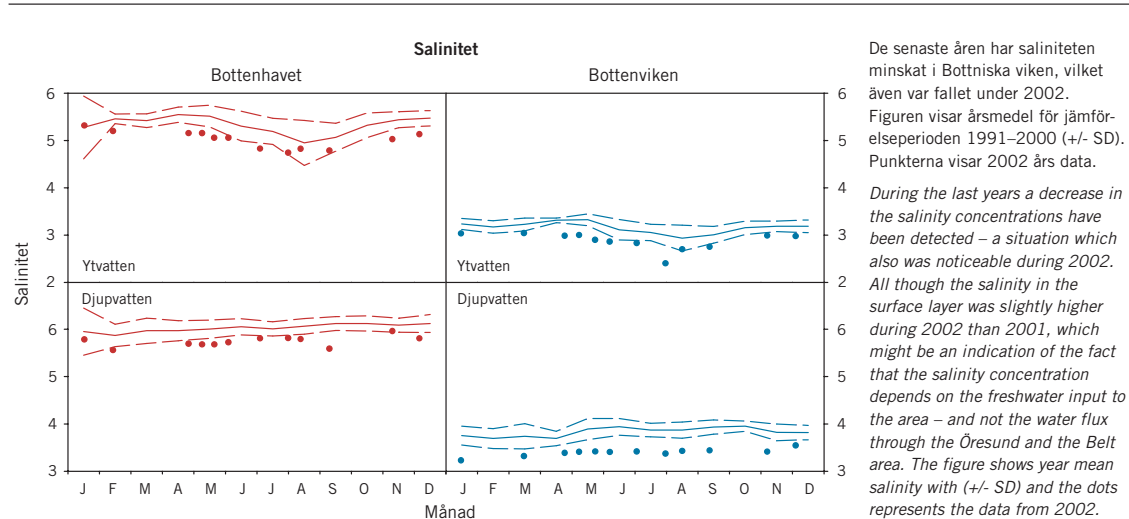 Salinitet
Bottenhavet
Bottenviken
6
5
4
3
2
6
5
4
3
Salinitet
Ytvatten
Djupvatten
Ytvatten
Djupvatten
6
5
4
3
2
6
5
4
3
J F M A M J J A S O N D
J F M A M J J A S O N D
Månad
De senaste åren har saliniteten
minskat i Bottniska viken, vilket
även var fallet under 2002.
Figuren visar årsmedel för jämför-
elseperioden 1991–2000 (+/- SD).
Punkterna visar 2002 års data.
During the last years a decrease in
the salinity concentrations have
been detected – a situation which
also was noticeable during 2002.
All though the salinity in the
surface layer was slightly higher
during 2002 than 2001, which
might be an indication of the fact
that the salinity concentration
depends on the freshwater input to
the area – and not the water flux
through the Öresund and the Belt
area. The figure shows year mean
salinity with (+/- SD) and the dots
represents the data from 2002.